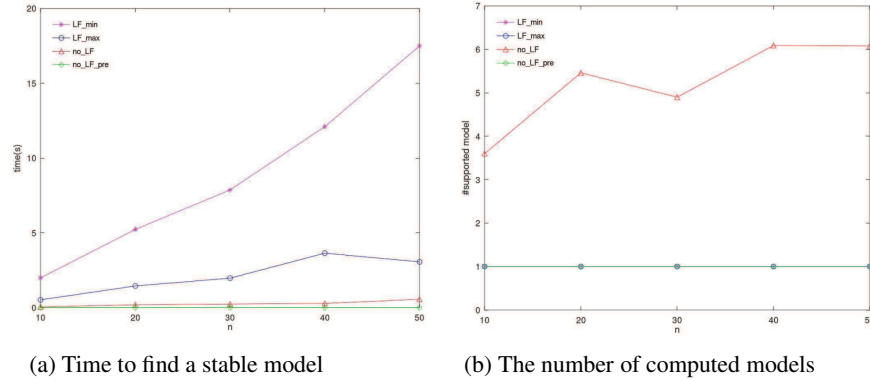 20
15
10
5
0
time(s)
LF_min
LF_max
no_LF
no_LF_pre
10
20
30
40
50
n
(a) Time to find a stable model
7
6
5
4
3
2
1
0
#supported model
LF_min
LF_max
no_LF
no_LF_pre
10
20
30
40
5
n
(b) The number of computed models